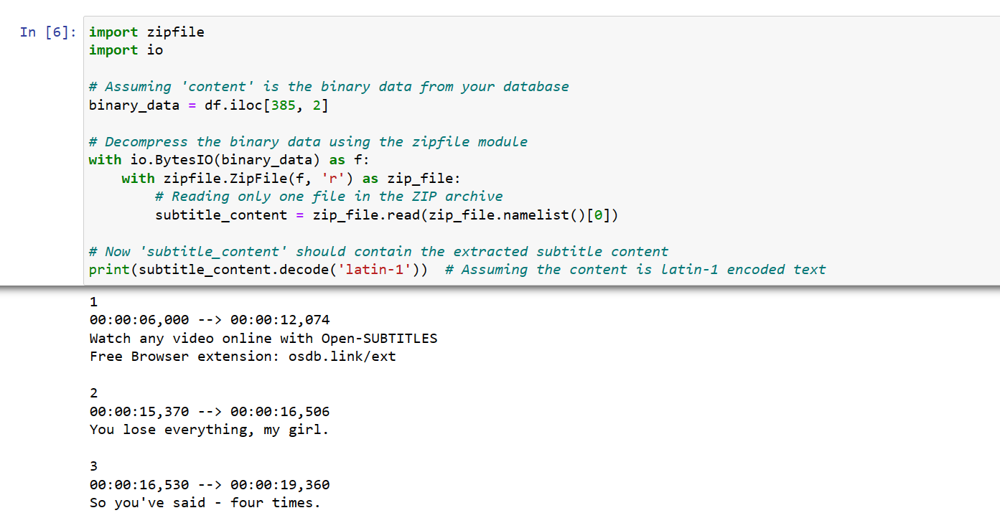 In [6]: import zipfile
import io
# Assuming 'content' is the binary data from your database
binary_data = df.iloc[385, 2]
# Decompress the binary data using the zipfile module
with io.BytesIO(binary_data) as f:
    with zipfile.ZipFile(f, 'r') as zip_file:
        # Reading only one file in the ZIP archive
        subtitle_content = zip_file.read(zip_file.namelist()[0])
# Now 'subtitle_content' should contain the extracted subtitle content
print(subtitle_content.decode('latin-1'))  # Assuming the content is latin-1 encoded text
1
00:00:06,000 --> 00:00:12,074
Watch any video online with Open-SUBTITLES
Free Browser extension: osdb.link/ext
2
00:00:15,370 --> 00:00:16,506
You lose everything, my girl.
3
00:00:16,530 --> 00:00:19,360
So you've said - four times.